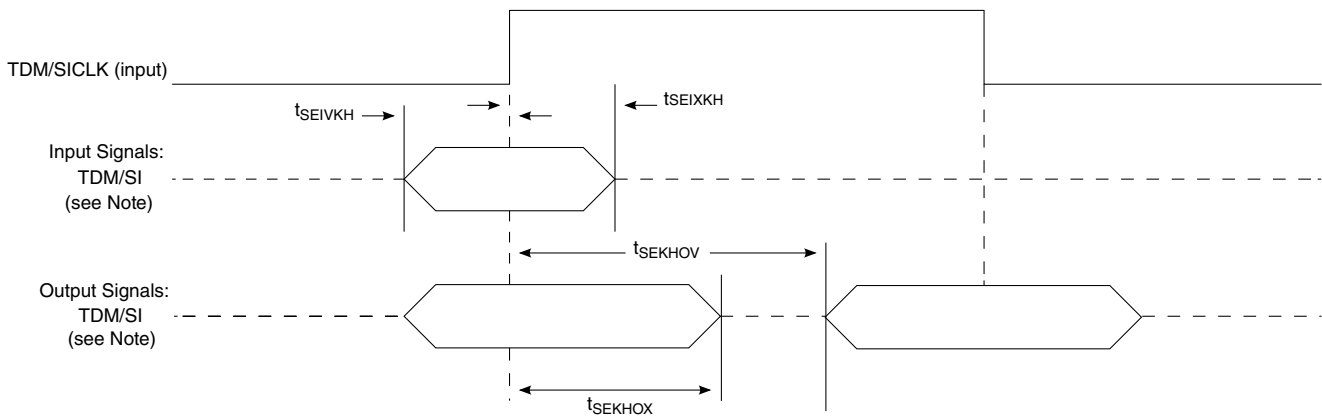 TDM/SICLK (input)
tSEIVKH
tSEIXKH
Input Signals:
TDM/SI
(see Note)
tSEKHOV
Output Signals:
TDM/SI
(see Note)
tSEKHOX